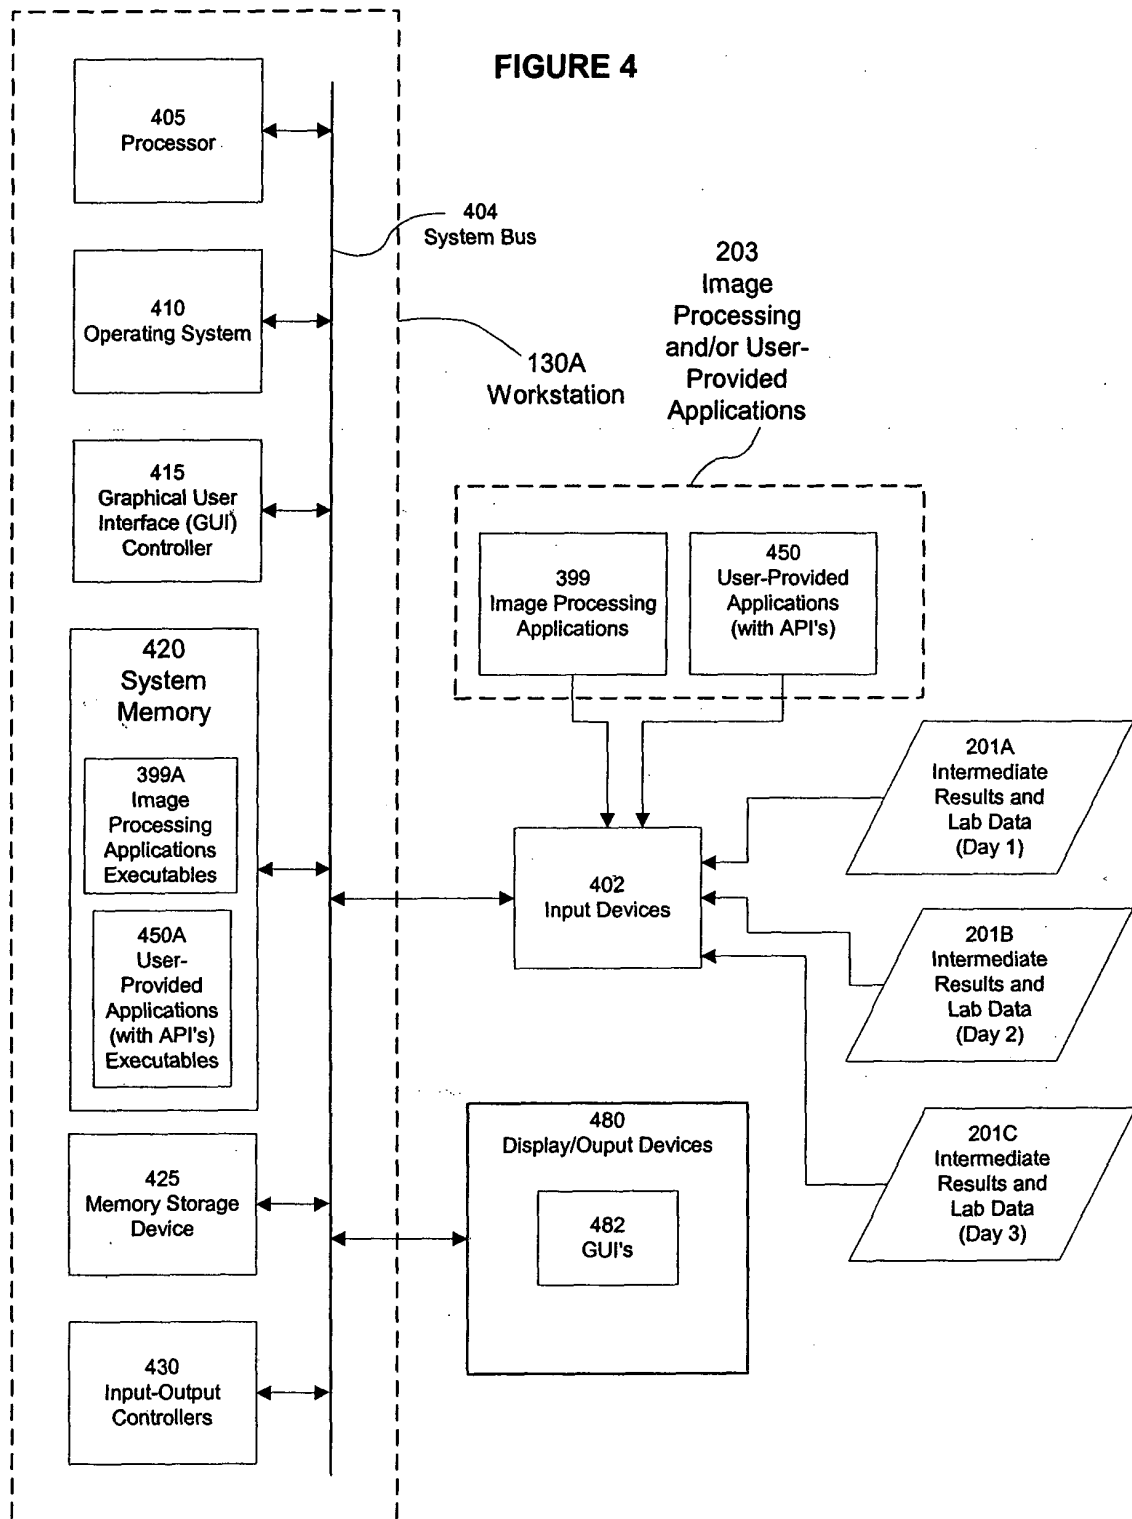 FIGURE 4
405
Processor
404
System Bus
410
Operating System
130A
Workstation
203
Image
Processing
and/or User-
Provided
Applications
415
Graphical User
Interface (GUI)
Controller
399
Image Processing
Applications
450
User-Provided
Applications
(with API's)
420
System
Memory
399A
Image
Processing
Applications
Executables
450A
User-
Provided
Applications
(with API's)
Executables
402
Input Devices
201A
Intermediate
Results and
Lab Data
(Day 1)
201B
Intermediate
Results and
Lab Data
(Day 2)
201C
Intermediate
Results and
Lab Data
(Day 3)
425
Memory Storage
Device
480
Display/Ouput Devices
482
GUI's
430
Input-Output
Controllers